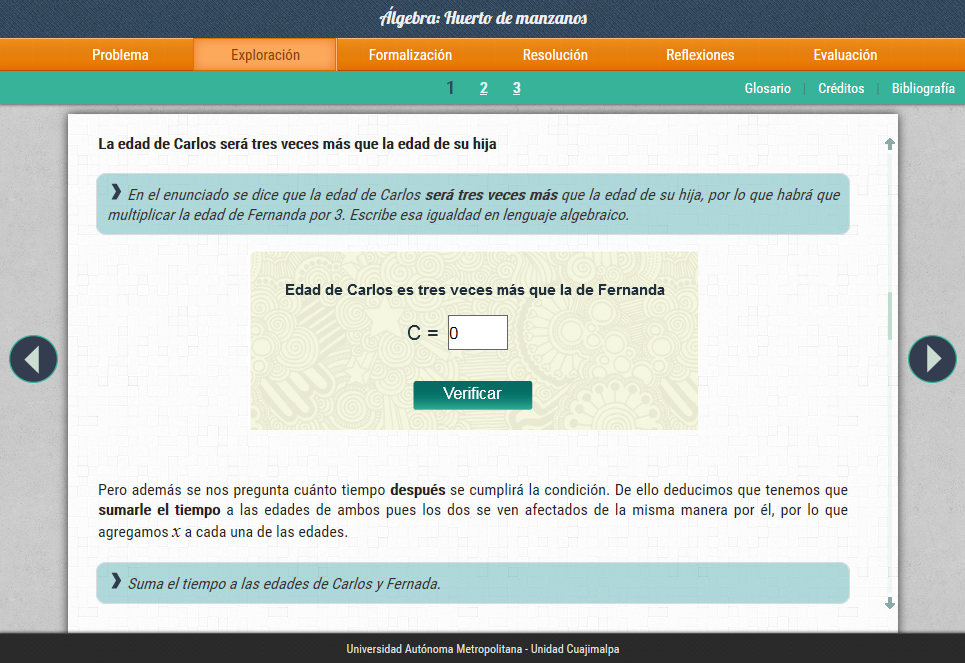 Álgebra: Huerto de manzanos
Problema Exploración Formalización Resolución Reflexiones Evaluación
1 2 3 Glosario | Créditos | Bibliografía
La edad de Carlos será tres veces más que la edad de su hija
❱ En el enunciado se dice que la edad de Carlos será tres veces más que la edad de su hija, por lo que habrá que
multiplicar la edad de Fernanda por 3. Escribe esa igualdad en lenguaje algebraico.
Edad de Carlos es tres veces más que la de Fernanda
C = 0
Verificar
Pero además se nos pregunta cuánto tiempo después se cumplirá la condición. De ello deducimos que tenemos que
sumarle el tiempo a las edades de ambos pues los dos se ven afectados de la misma manera por él, por lo que
agregamos x a cada una de las edades.
❱ Suma el tiempo a las edades de Carlos y Fernada.
Universidad Autónoma Metropolitana - Unidad Cuajimalpa